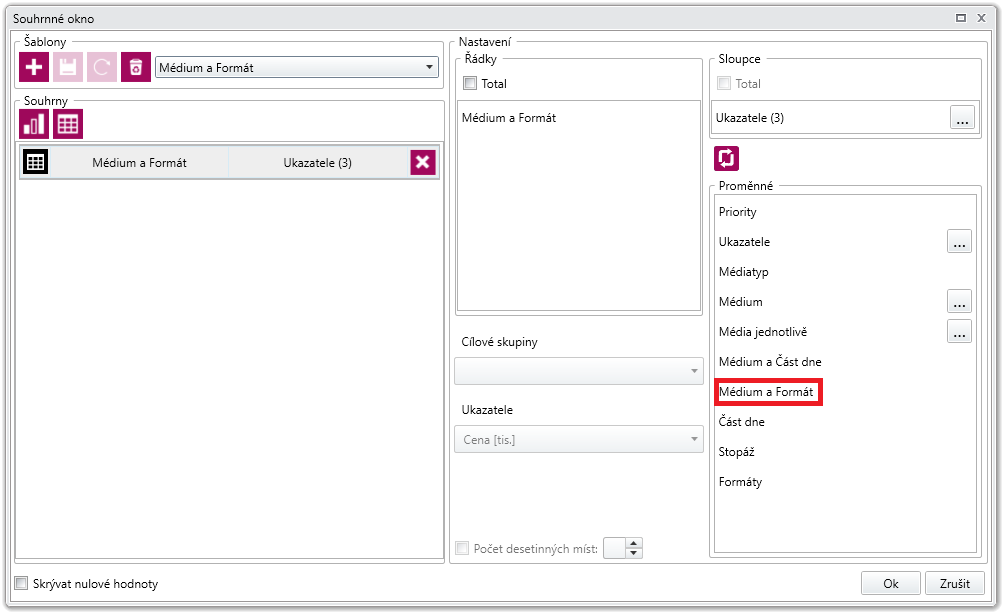 Souhrnné okno
Šablony
Médium a Formát
Souhrny
Médium a Formát
Ukazatele (3)
Nastavení
Řádky
Total
Médium a Formát
Cílové skupiny
Ukazatele
Cena [tis.]
Počet desetinných míst:
Sloupce
Total
Ukazatele (3)
...
Proměnné
Priority
Ukazatele
...
Médiatyp
Médium
...
Média jednotlivě
...
Médium a Část dne
Médium a Formát
Část dne
Stopáž
Formáty
Skrývat nulové hodnoty
Ok
Zrušit